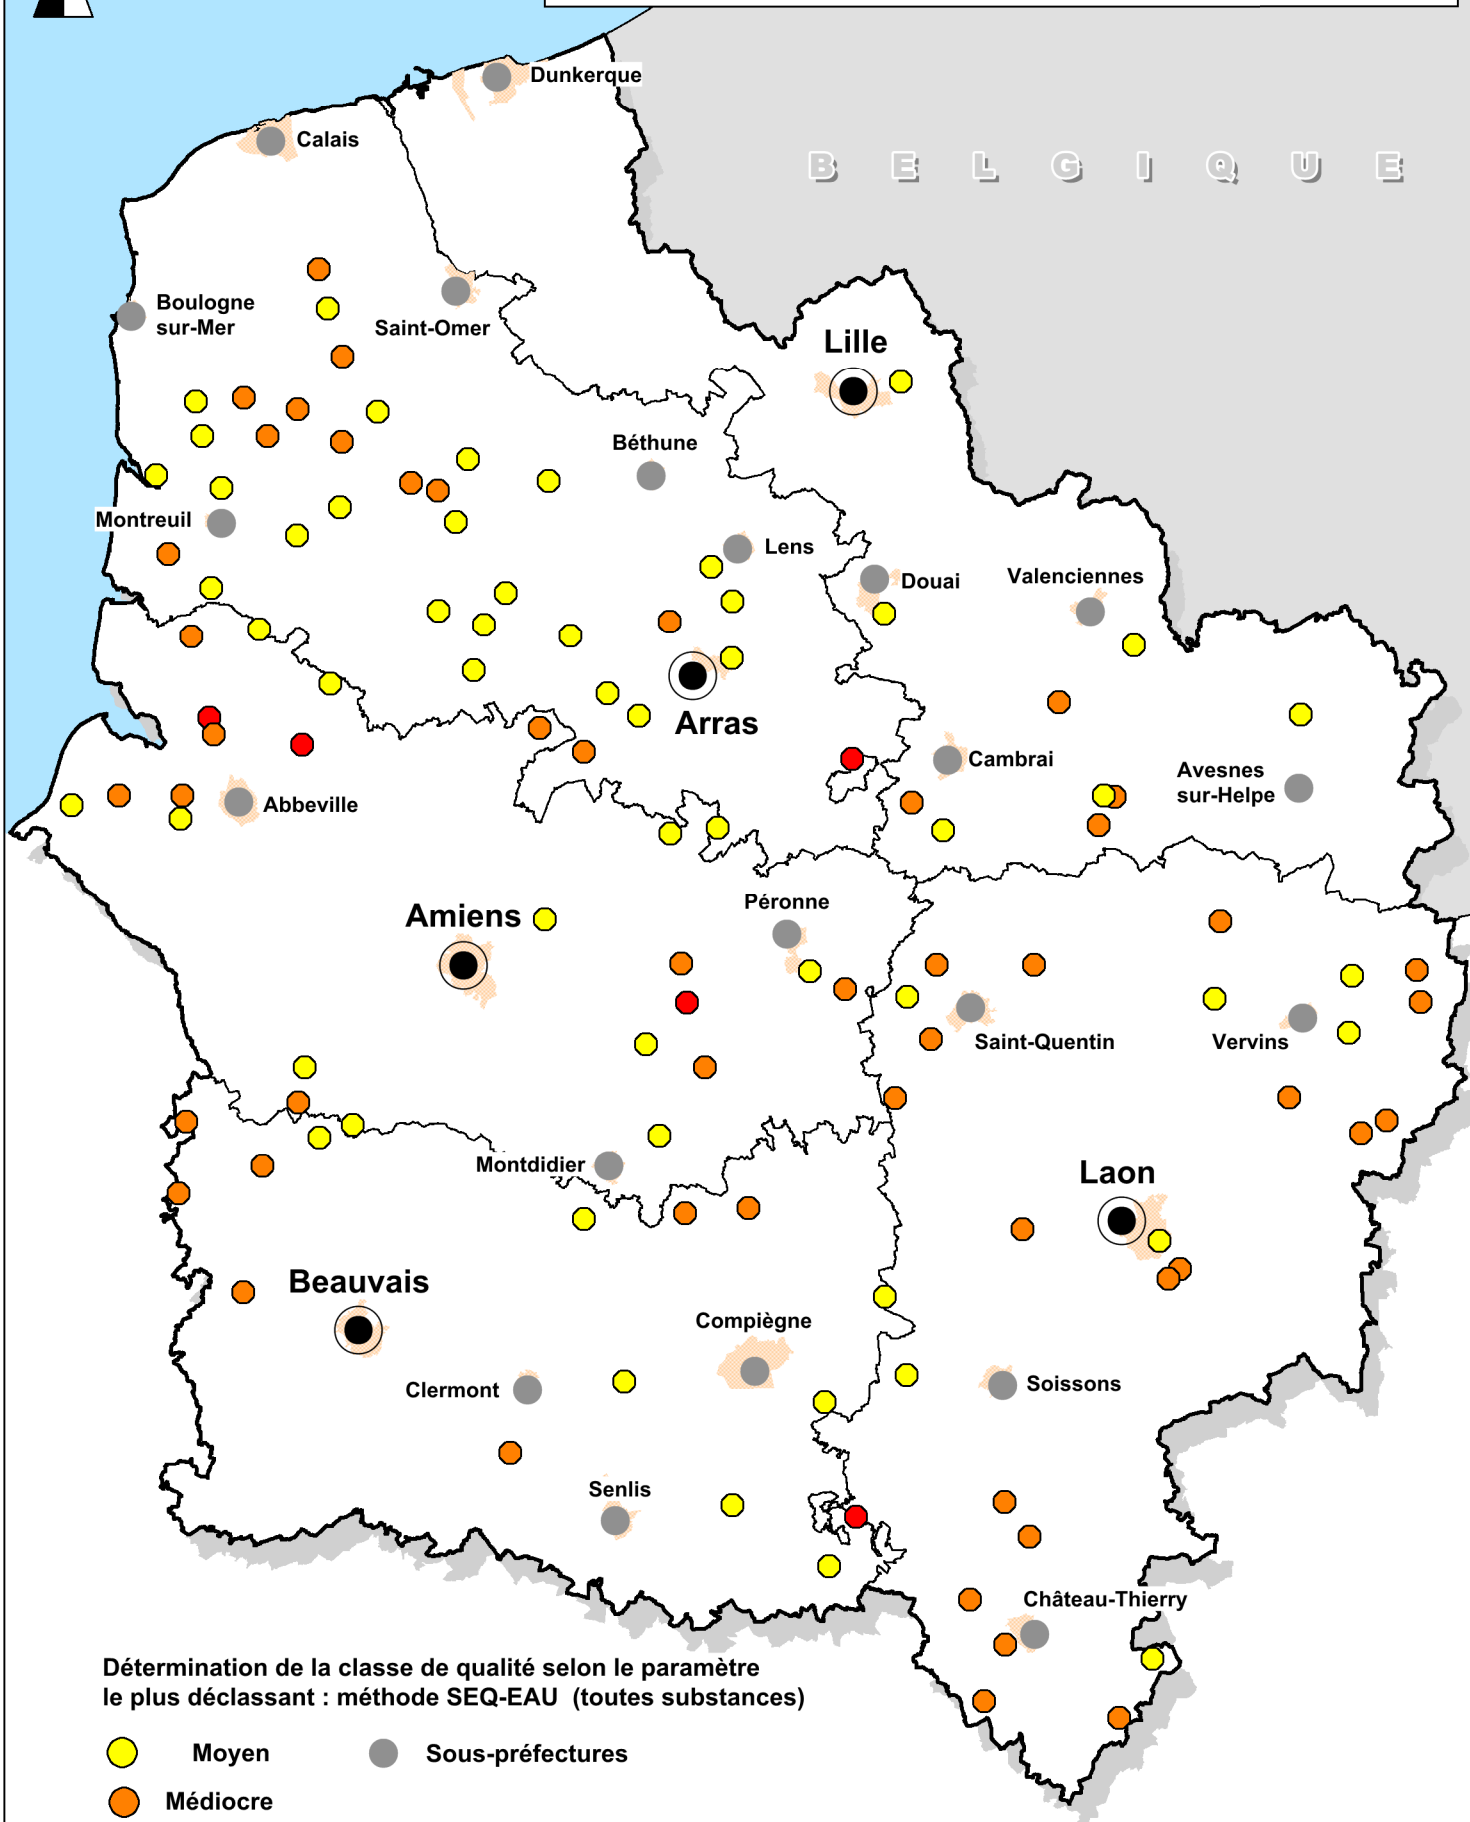 Dunkerque
Calais
B E L G I Q U E
Boulogne
sur-Mer
Saint-Omer
Lille
Béthune
Montreuil
Lens
Douai
Valenciennes
Arras
Cambrai
Avesnes
sur-Helpe
Abbeville
Péronne
Amiens
Saint-Quentin
Vervins
Montdidier
Laon
Beauvais
Compiègne
Clermont
Soissons
Senlis
Château-Thierry
Détermination de la classe de qualité selon le paramètre
le plus déclassant : méthode SEQ-EAU (toutes substances)
Moyen
Sous-préfectures
Médiocre